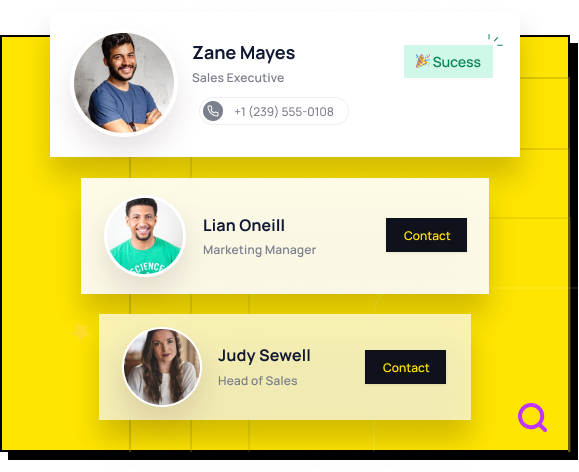 Zane Mayes
Sales Executive
🎉 Sucess
+1 (239) 555-0108
Lian Oneill
Marketing Manager
Contact
SCIENCE
Judy Sewell
Head of Sales
Contact